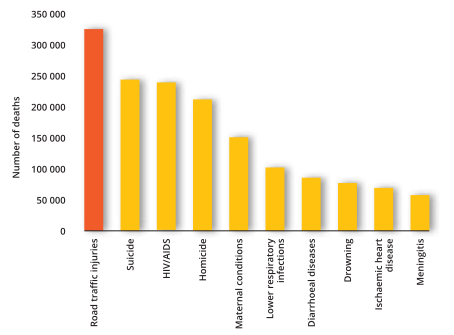 350 000
300 000
250 000
200 000
150 000
100 000
50 000
0
Number of deaths
Road traffic injuries
Suicide
HIV/AIDS
Homicide
Maternal conditions
Lower respiratory
infections
Diarrhoeal diseases
Drowning
Ischaemic heart
disease
Meningitis